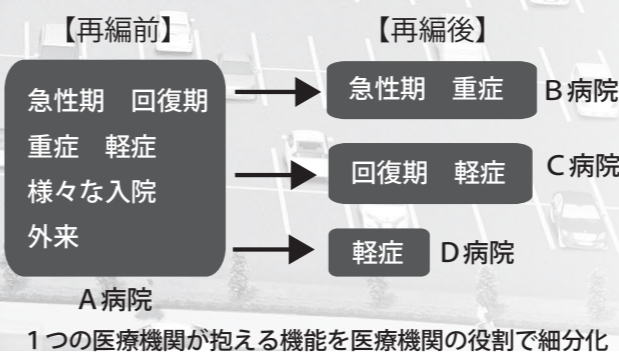 【再編前】
【再編後】
急性期　回復期
重症　軽症
様々な入院
外来
A病院
急性期　重症
B病院
回復期　軽症
C病院
軽症
D病院
1つの医療機関が抱える機能を医療機関の役割で細分化